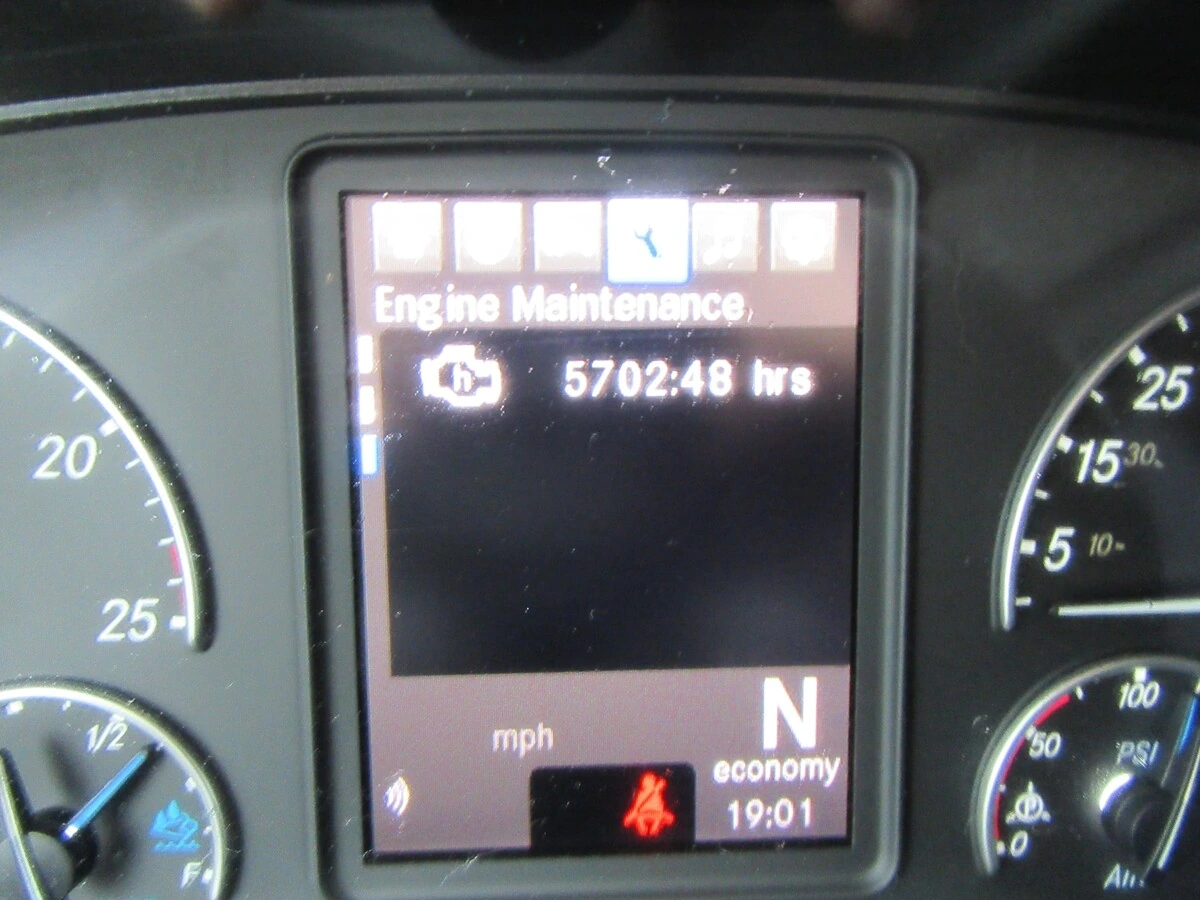 Engine Maintenance
h 5702:48 hrs
mph
N
economy
19:01
20
25
1/2
F
25
15 30
5 10
100
50
PSI
0